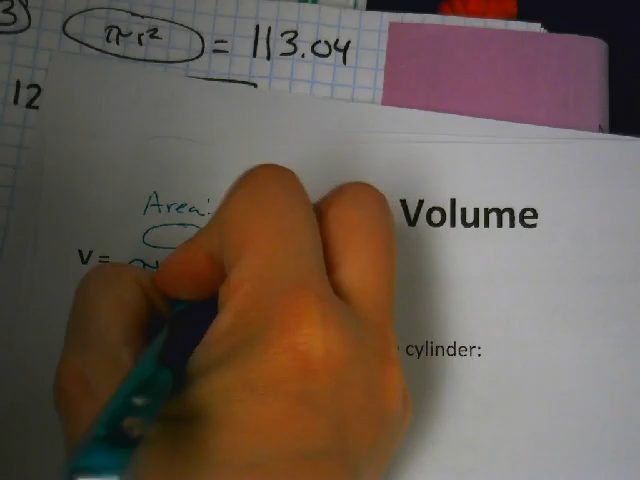 3) πr² = 113.04
12
Area:
Volume
V = π
cylinder: